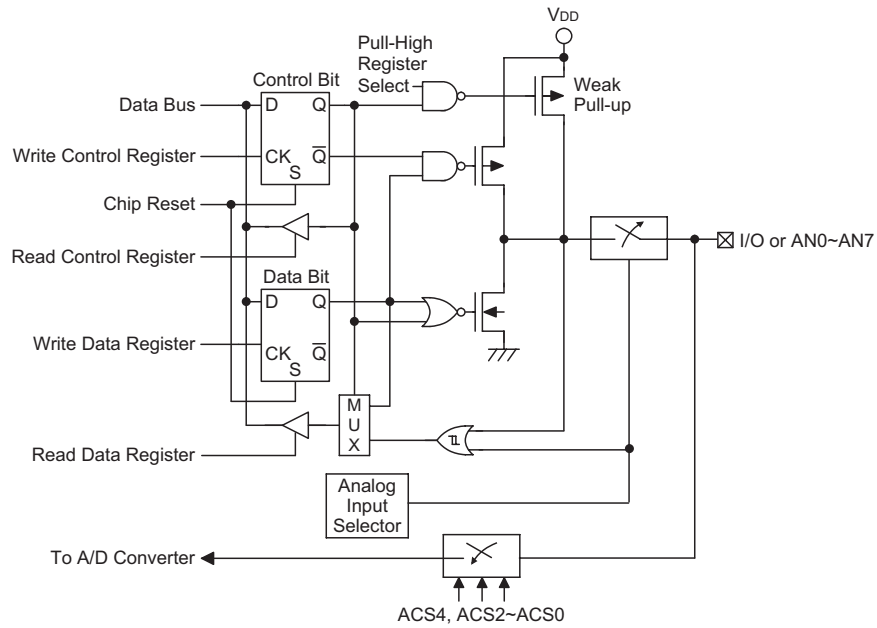 VDD
Pull-High
Register
Select
Control Bit
Weak
Pull-up
Data Bus
D
Q
Write Control Register
CK
Q
S
Chip Reset
Read Control Register
I/O or AN0~AN7
Data Bit
D
Q
Write Data Register
CK
Q
S
M
U
X
Read Data Register
Analog
Input
Selector
To A/D Converter
ACS4, ACS2~ACS0